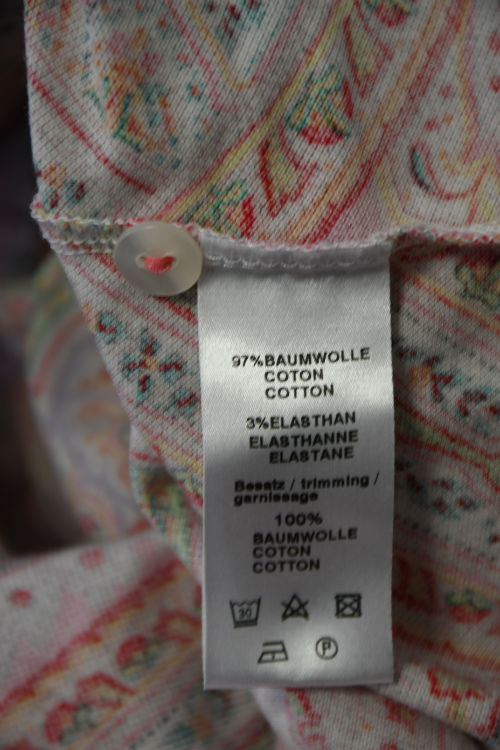 97%BAUMWOLLE
COTON
COTTON
3%ELASTHAN
ELASTHANNE
ELASTANE
Besatz / trimming /
garnissage
100%
BAUMWOLLE
COTON
COTTON
30
P